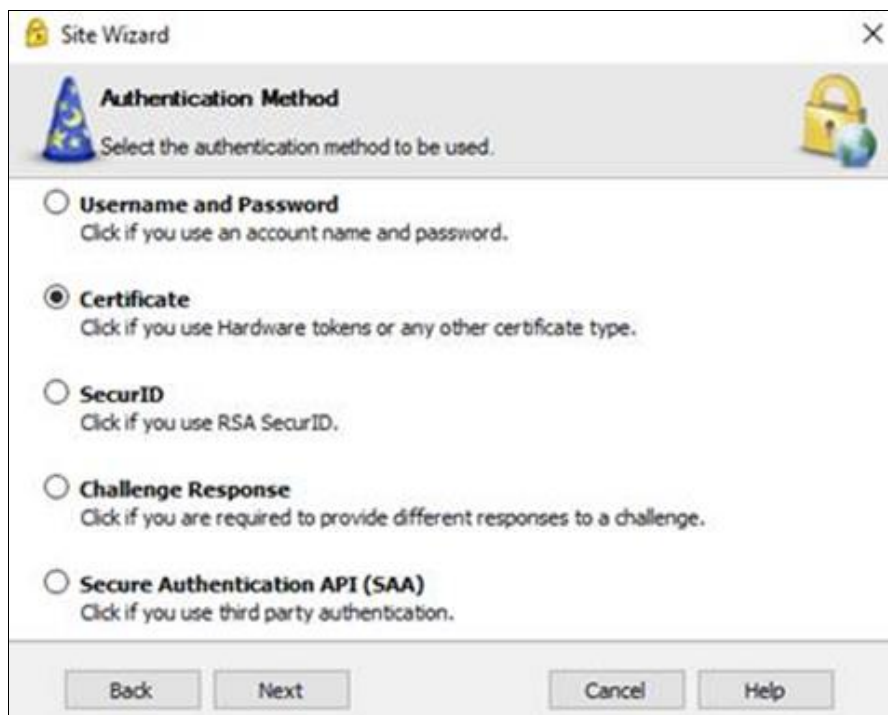 Site Wizard
Authentication Method
Select the authentication method to be used.
Username and Password
Click if you use an account name and password.
Certificate
Click if you use Hardware tokens or any other certificate type.
SecurID
Click if you use RSA SecurID.
Challenge Response
Click if you are required to provide different responses to a challenge.
Secure Authentication API (SAA)
Click if you use third party authentication.
Back Next Cancel Help